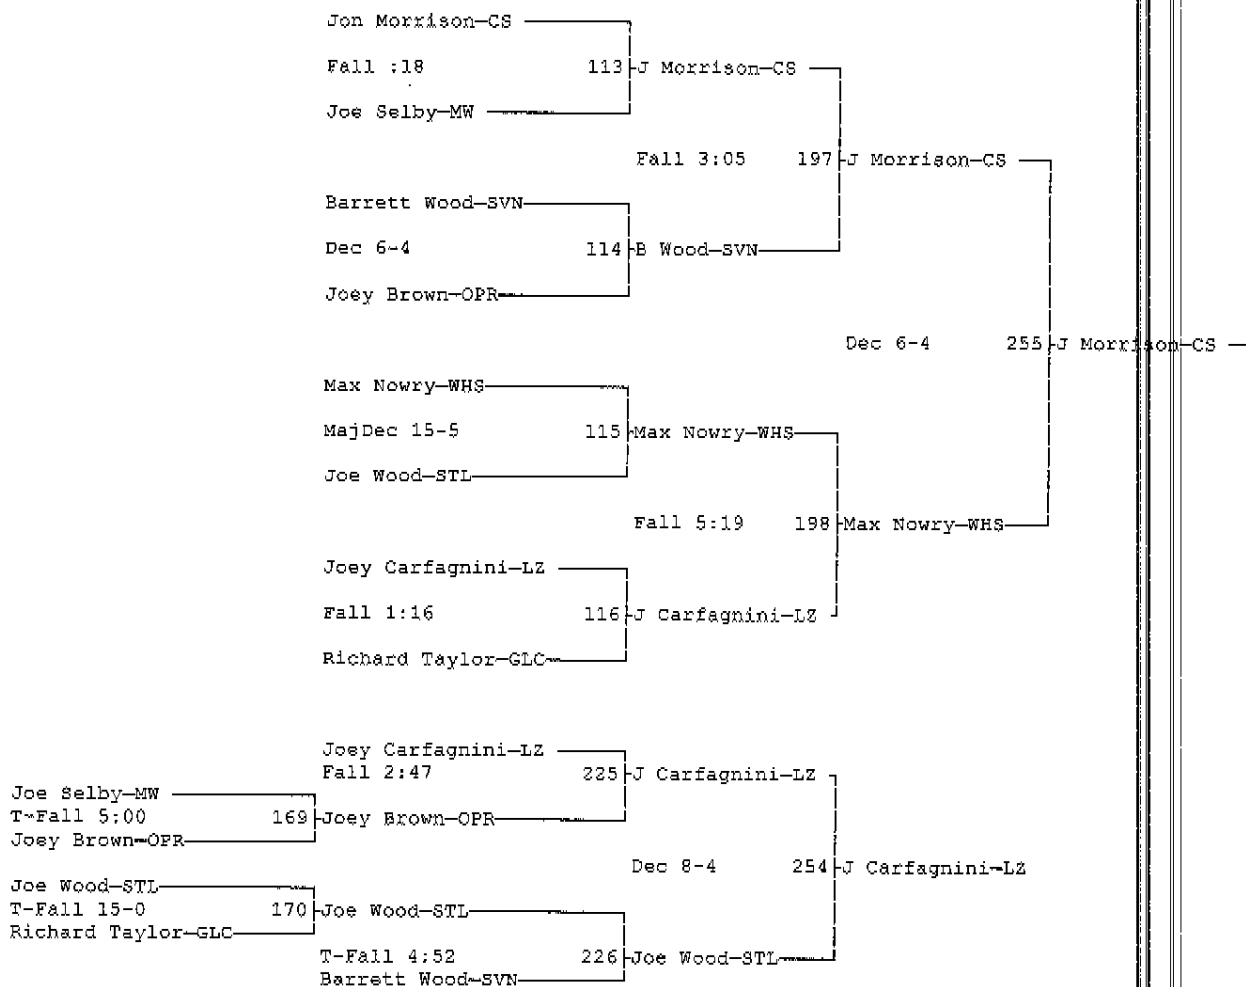 Jon Morrison-CS
Fall :18 113 J Morrison-CS
Joe Selby-MW
Fall 3:05 197 J Morrison-CS
Barrett Wood-SVN
Dec 6-4 114 B Wood-SVN
Joey Brown-OPR
Dec 6-4 255 J Morrison-CS
Max Nowry-WHS
MajDec 15-5 115 Max Nowry-WHS
Joe Wood-STL
Fall 5:19 198 Max Nowry-WHS
Joey Carfagnini-LZ
Fall 1:16 116 J Carfagnini-LZ
Richard Taylor-GLC
Joey Carfagnini-LZ
Fall 2:47 225 J Carfagnini-LZ
Joe Selby-MW
T-Fall 5:00 169 Joey Brown-OPR
Joey Brown-OPR
Dec 8-4 254 J Carfagnini-LZ
Joe Wood-STL
T-Fall 15-0 170 Joe Wood-STL
Richard Taylor-GLC
T-Fall 4:52 226 Joe Wood-STL
Barrett Wood-SVN